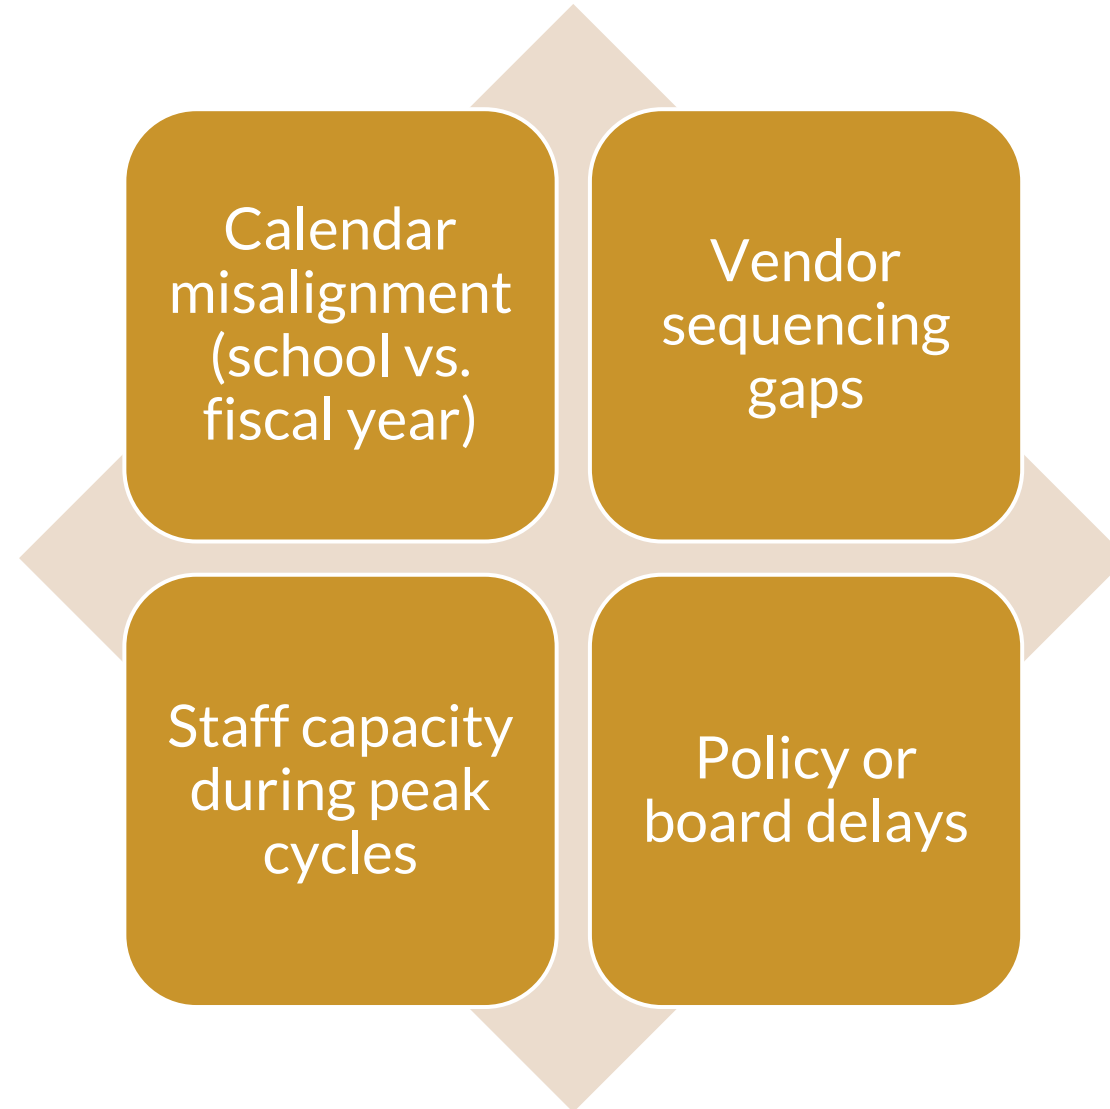 Calendar
misalignment
(school vs.
fiscal year)
Vendor
sequencing
gaps
Staff capacity
during peak
cycles
Policy or
board delays